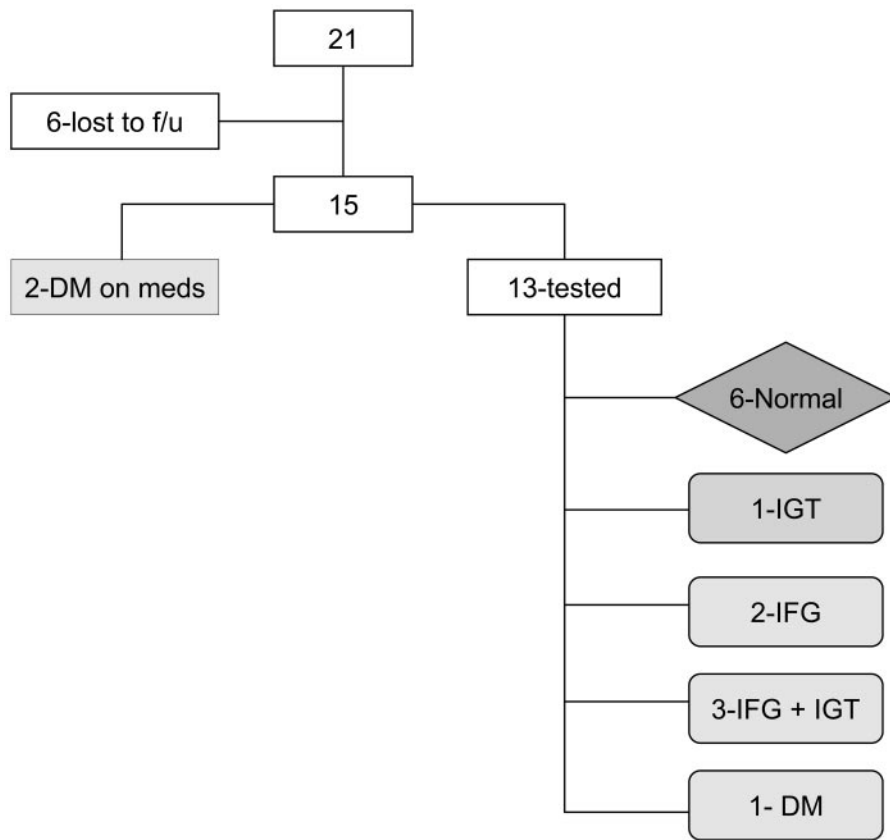 21
6-lost to f/u
15
2-DM on meds
13-tested
6-Normal
1-IGT
2-IFG
3-IFG + IGT
1- DM